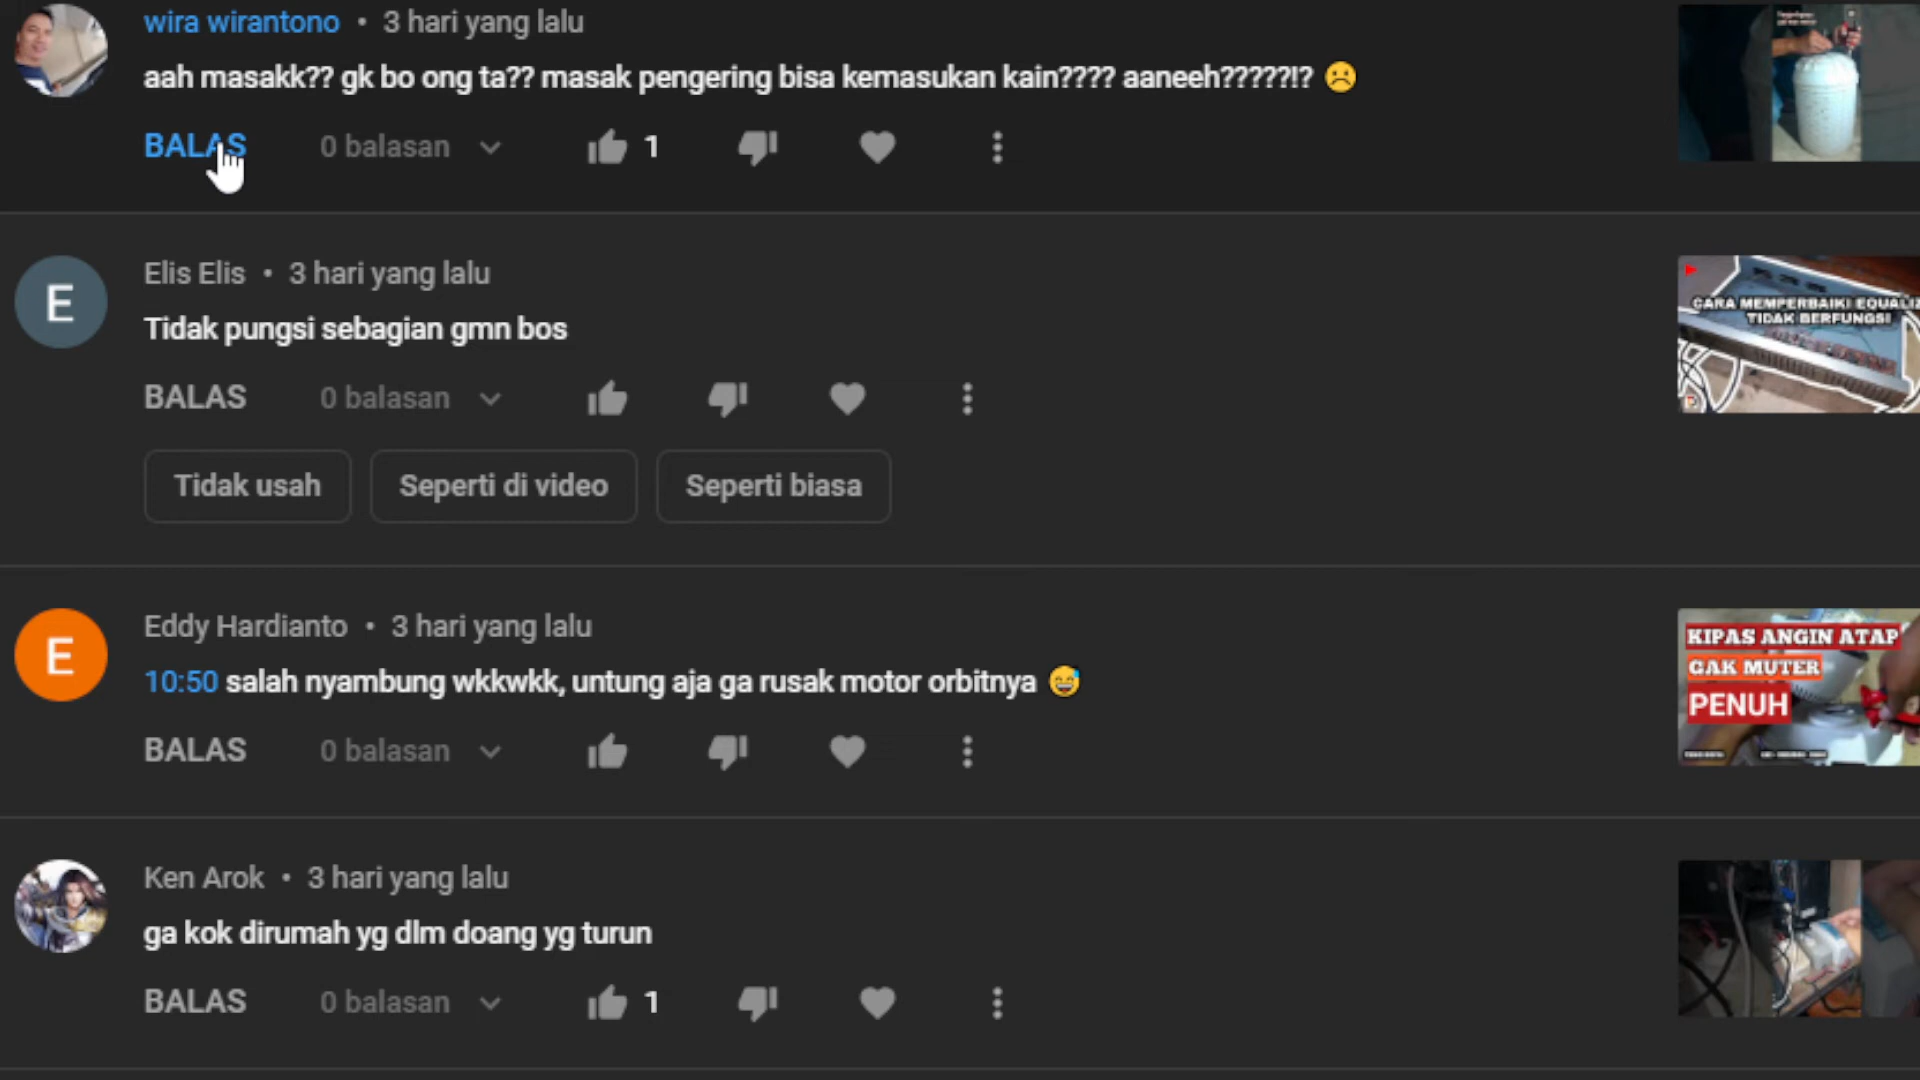 wira wirantono • 3 hari yang lalu
aah masakk?? gk bo ong ta?? masak pengering bisa kemasukan kain???? aaneeh?????!? ☹️
BALAS 0 balasan 1
E
Elis Elis • 3 hari yang lalu
Tidak pungsi sebagian gmn bos
CARA MEMPERBAIKI EQUALIZ
TIDAK BERFUNGSI
BALAS 0 balasan
Tidak usah Seperti di video Seperti biasa
E
Eddy Hardianto • 3 hari yang lalu
10:50 salah nyambung wkkwkk, untung aja ga rusak motor orbitnya 😅
KIPAS ANGIN ATAP
GAK MUTER
PENUH
BALAS 0 balasan
Ken Arok • 3 hari yang lalu
ga kok dirumah yg dlm doang yg turun
BALAS 0 balasan 1